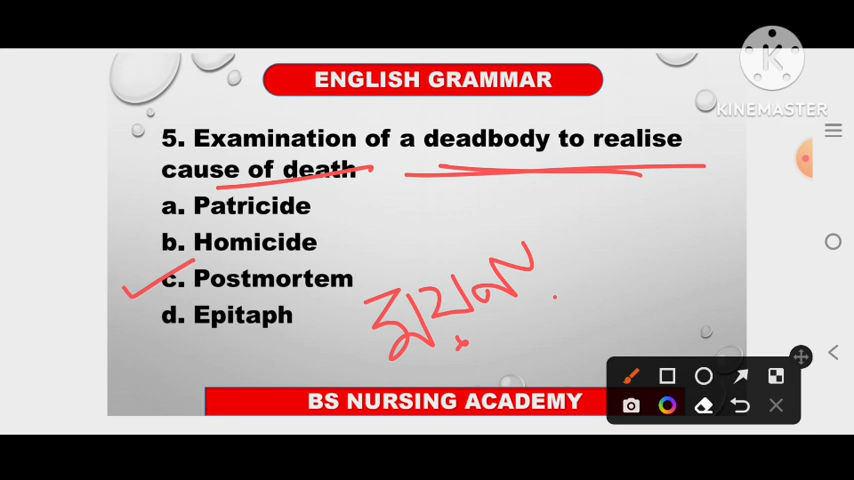 KINEMASTER
ENGLISH GRAMMAR
5. Examination of a deadbody to realise
cause of death
a. Patricide
b. Homicide
c. Postmortem
d. Epitaph
BS NURSING ACADEMY